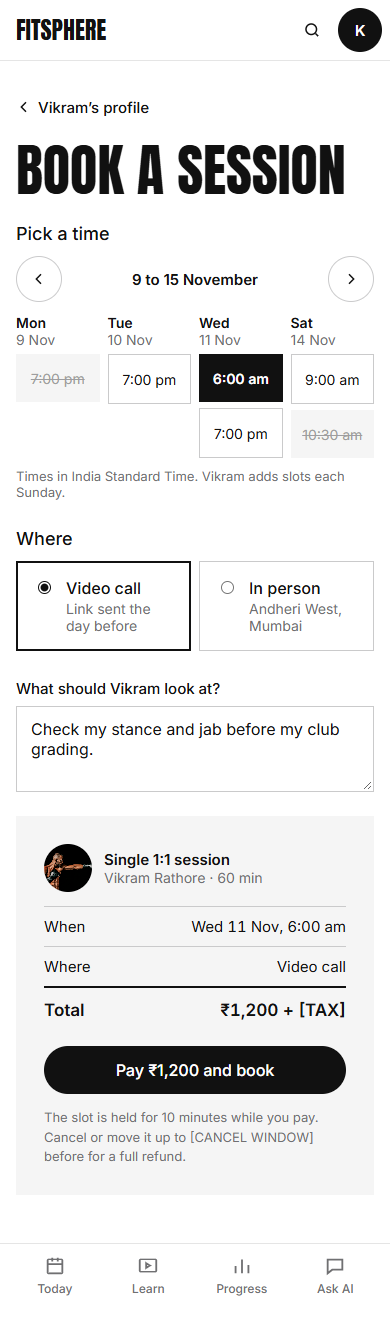 FITSPHERE
K
Vikram's profile
BOOK A SESSION
Pick a time
9 to 15 November
Mon
9 Nov
7:00 pm
Tue
10 Nov
7:00 pm
Wed
11 Nov
6:00 am
7:00 pm
Sat
14 Nov
9:00 am
10:30 am
Times in India Standard Time. Vikram adds slots each
Sunday.
Where
Video call
Link sent the
day before
In person
Andheri West,
Mumbai
What should Vikram look at?
Check my stance and jab before my club
grading.
Single 1:1 session
Vikram Rathore · 60 min
When Wed 11 Nov, 6:00 am
Where Video call
Total ₹1,200 + [TAX]
Pay ₹1,200 and book
The slot is held for 10 minutes while you pay.
Cancel or move it up to [CANCEL WINDOW]
before for a full refund.
Today Learn Progress Ask AI